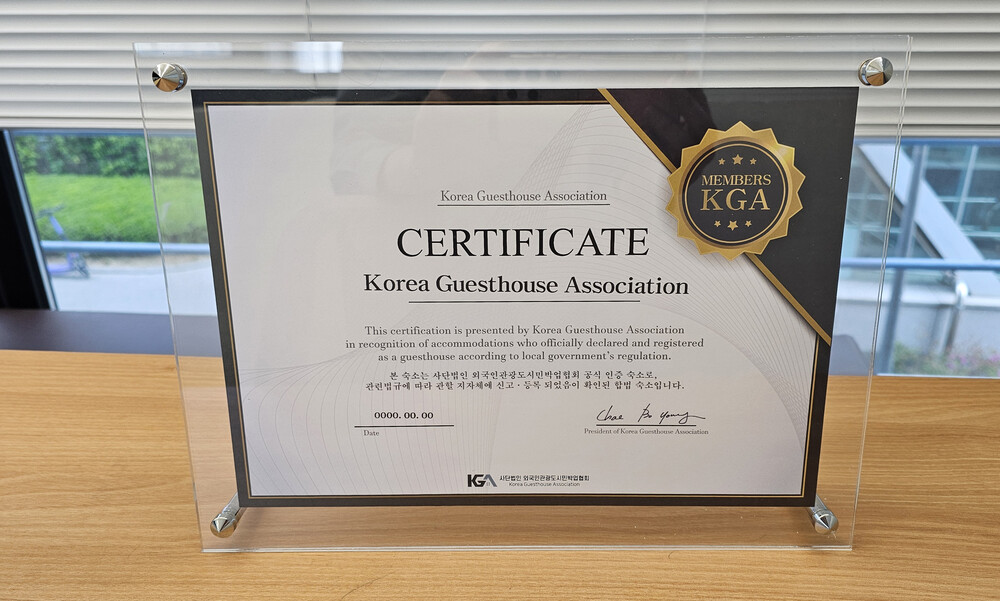 Korea Guesthouse Association
MEMBERS
KGA
CERTIFICATE
Korea Guesthouse Association
This certification is presented by Korea Guesthouse Association
in recognition of accommodations who officially declared and registered
as a guesthouse according to local government's regulation.
본 숙소는 사단법인 외국인관광도시민박업협회 공식 인증 숙소로,
관련법규에 따라 관할 지자체에 신고·등록 되었음이 확인된 합법 숙소입니다.
0000. 00. 00
Date
Chae Bo Young
President of Korea Guesthouse Association
KGA 사단법인 외국인관광도시민박업협회
Korea Guesthouse Association